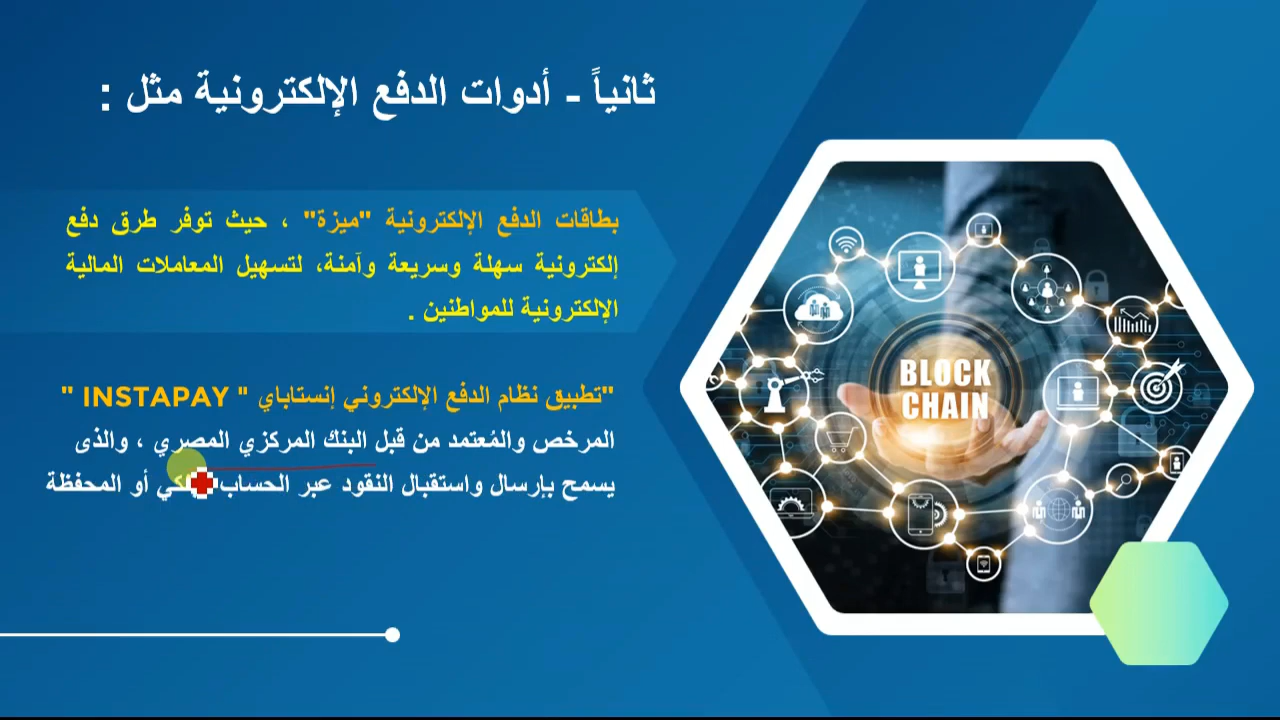 ثانياً - أدوات الدفع الإلكترونية مثل :
بطاقات الدفع الإلكترونية "ميزة" ، حيث توفر طرق دفع
إلكترونية سهلة وسريعة وآمنة، لتسهيل المعاملات المالية
الإلكترونية للمواطنين .
"تطبيق نظام الدفع الإلكتروني إنستاباي " INSTAPAY "
المرخص والمُعتمد من قبل البنك المركزي المصري ، والذى
يسمح بإرسال واستقبال النقود عبر الحساب أو المحفظة
BLOCK
CHAIN